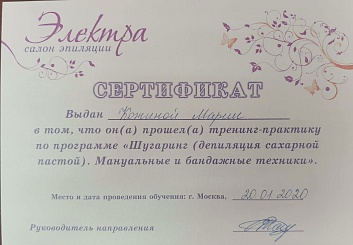 Электра
салон эпиляции
СЕРТИФИКАТ
Выдан Кожиной Марии
в том, что он(а) прошел(а) тренинг-практику
по программе «Шугаринг (депиляция сахарной
пастой). Мануальные и бандажные техники».
Место и дата проведения обучения: г. Москва, 20.01.2020
Руководитель направления